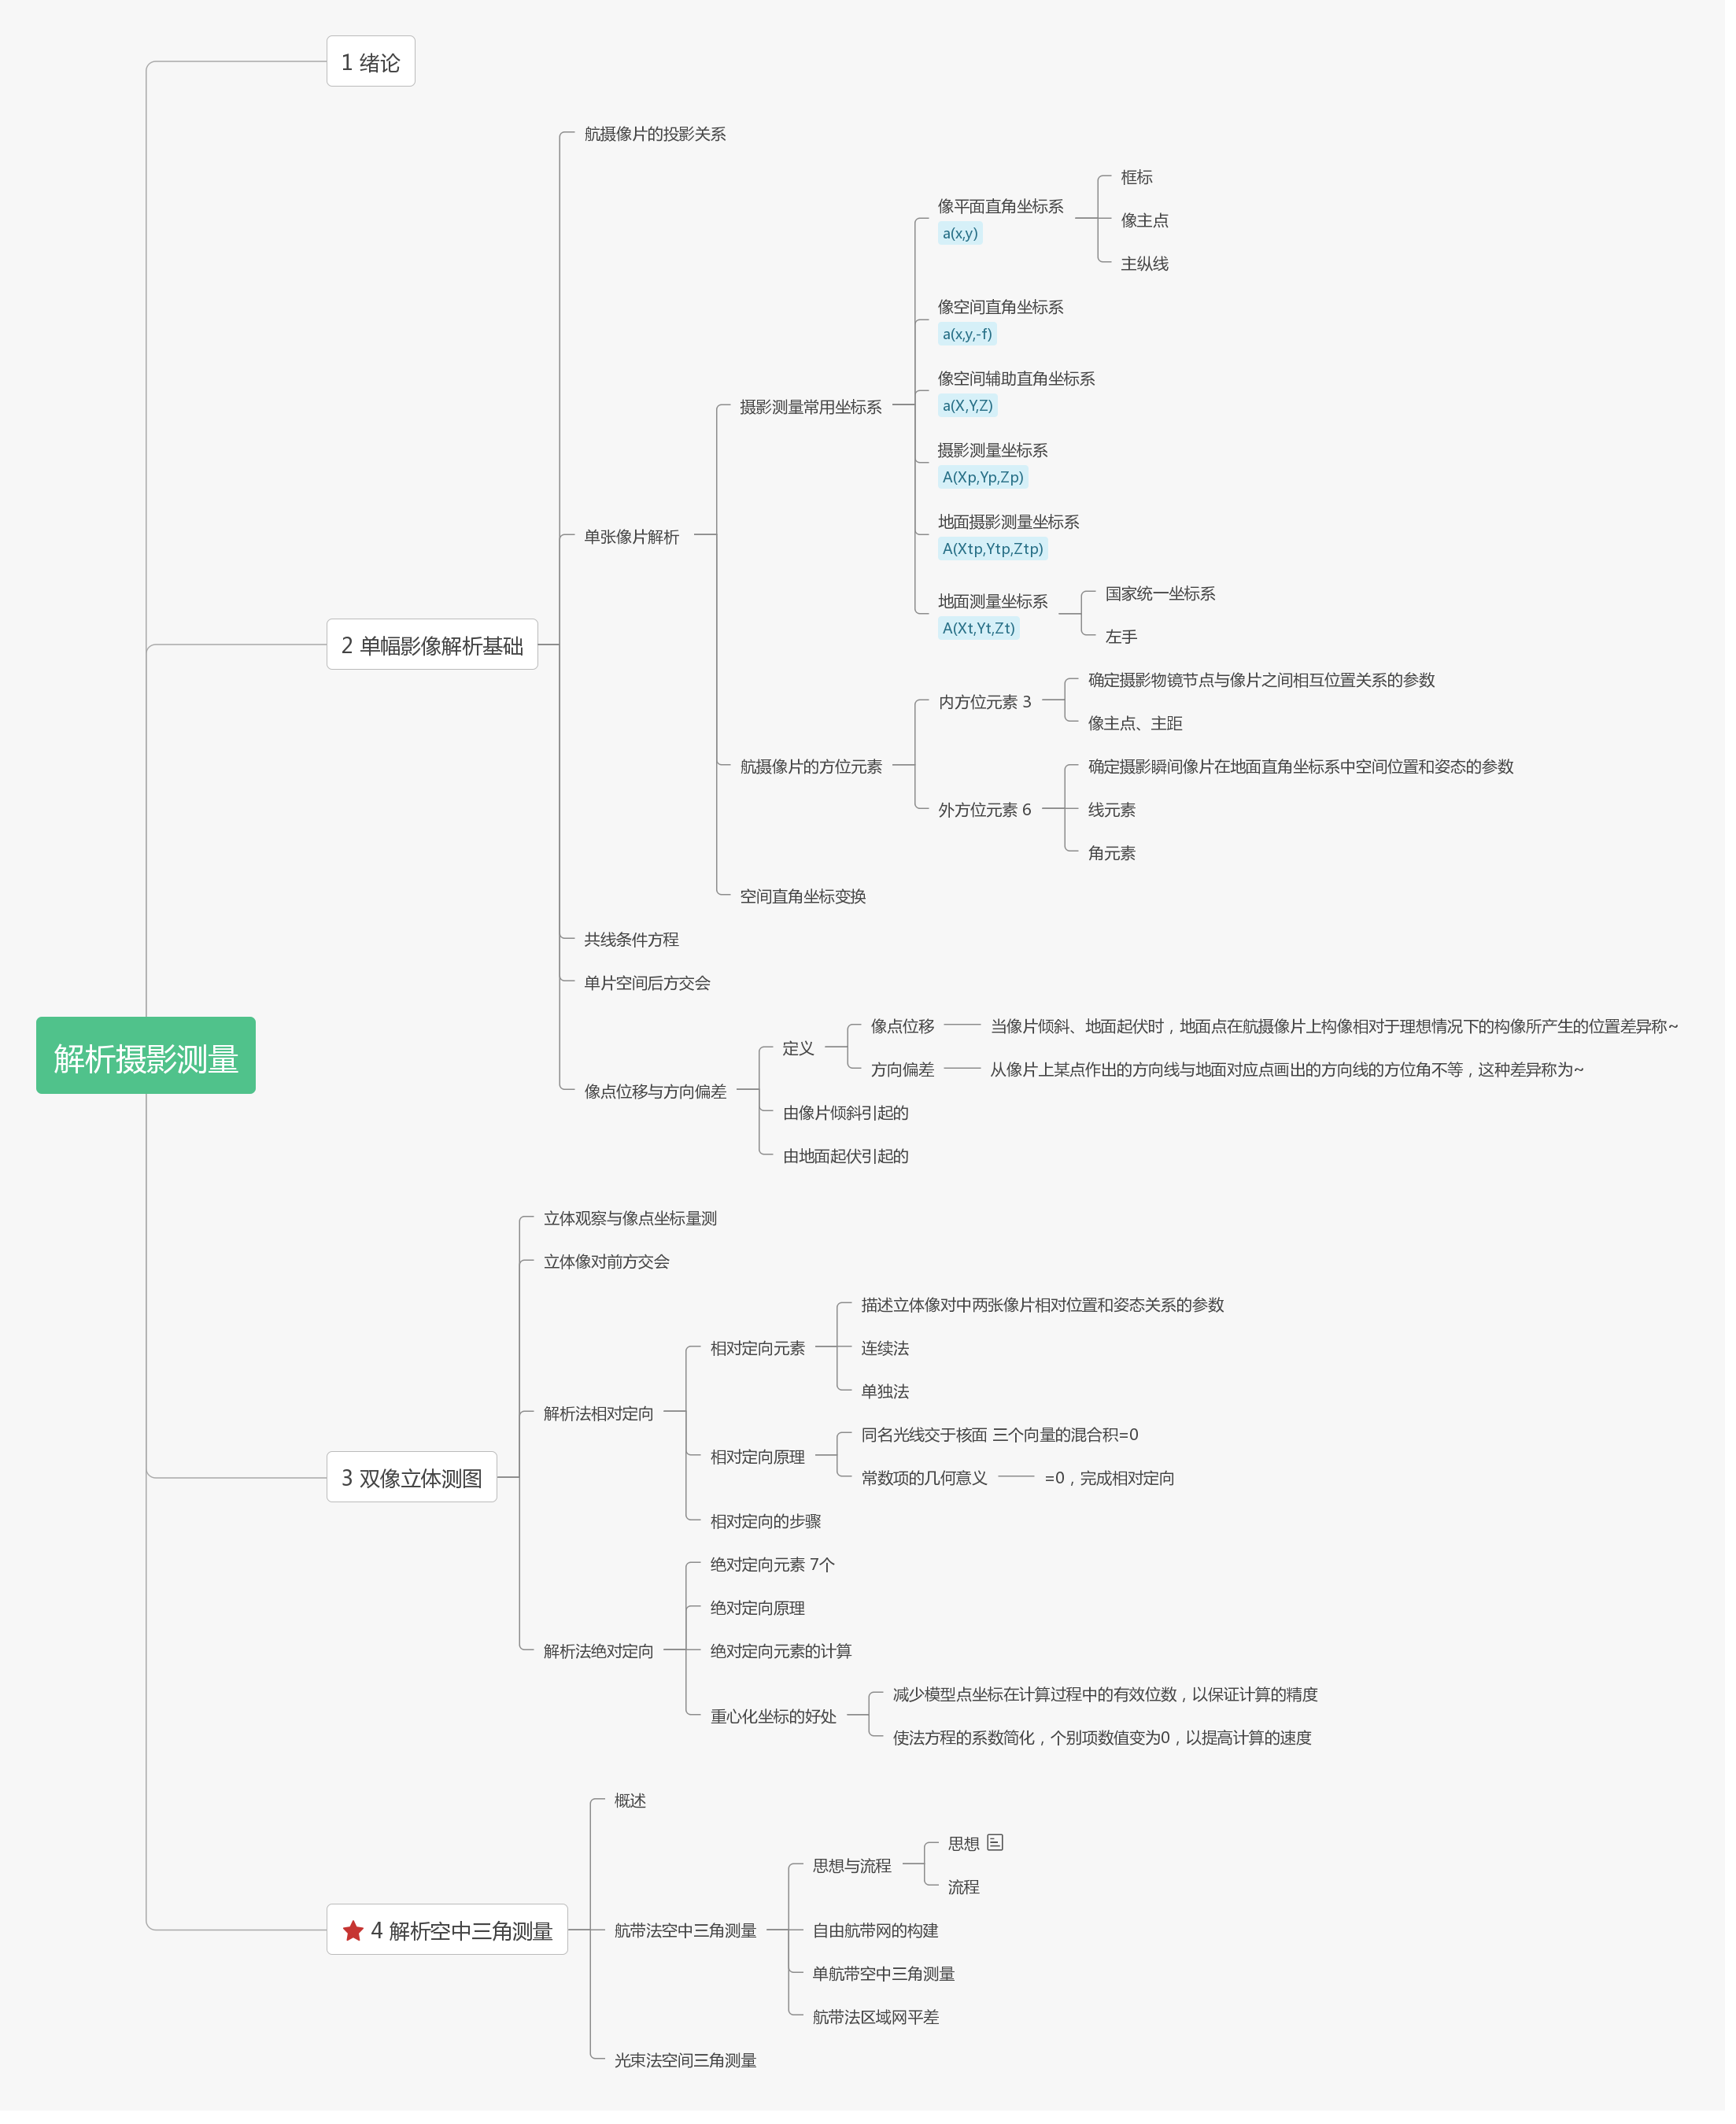 1 绪论
航摄像片的投影关系
框标
像平面直角坐标系
a(x,y)
像主点
主纵线
像空间直角坐标系
a(x,y,-f)
像空间辅助直角坐标系
a(X,Y,Z)
摄影测量常用坐标系
摄影测量坐标系
A(Xp,Yp,Zp)
地面摄影测量坐标系
A(Xtp,Ytp,Ztp)
单张像片解析
地面测量坐标系
A(Xt,Yt,Zt)
国家统一坐标系
左手
2 单幅影像解析基础
确定摄影物镜节点与像片之间相互位置关系的参数
内方位元素 3
像主点、主距
航摄像片的方位元素
确定摄影瞬间像片在地面直角坐标系中空间位置和姿态的参数
外方位元素 6
线元素
角元素
空间直角坐标变换
共线条件方程
单片空间后方交会
像点位移
当像片倾斜、地面起伏时，地面点在航摄像片上构像相对于理想情况下的构像所产生的位置差异称~
定义
方向偏差
从像片上某点作出的方向线与地面对应点画出的方向线的方位角不等，这种差异称为~
像点位移与方向偏差
由像片倾斜引起的
由地面起伏引起的
解析摄影测量
立体观察与像点坐标量测
立体像对前方交会
描述立体像对中两张像片相对位置和姿态关系的参数
相对定向元素
连续法
单独法
解析法相对定向
同名光线交于核面 三个向量的混合积=0
相对定向原理
常数项的几何意义
=0，完成相对定向
3 双像立体测图
相对定向的步骤
绝对定向元素 7个
绝对定向原理
解析法绝对定向
绝对定向元素的计算
减少模型点坐标在计算过程中的有效位数，以保证计算的精度
重心化坐标的好处
使法方程的系数简化，个别项数值变为0，以提高计算的速度
概述
思想
思想与流程
流程
4 解析空中三角测量
航带法空中三角测量
自由航带网的构建
单航带空中三角测量
航带法区域网平差
光束法空间三角测量